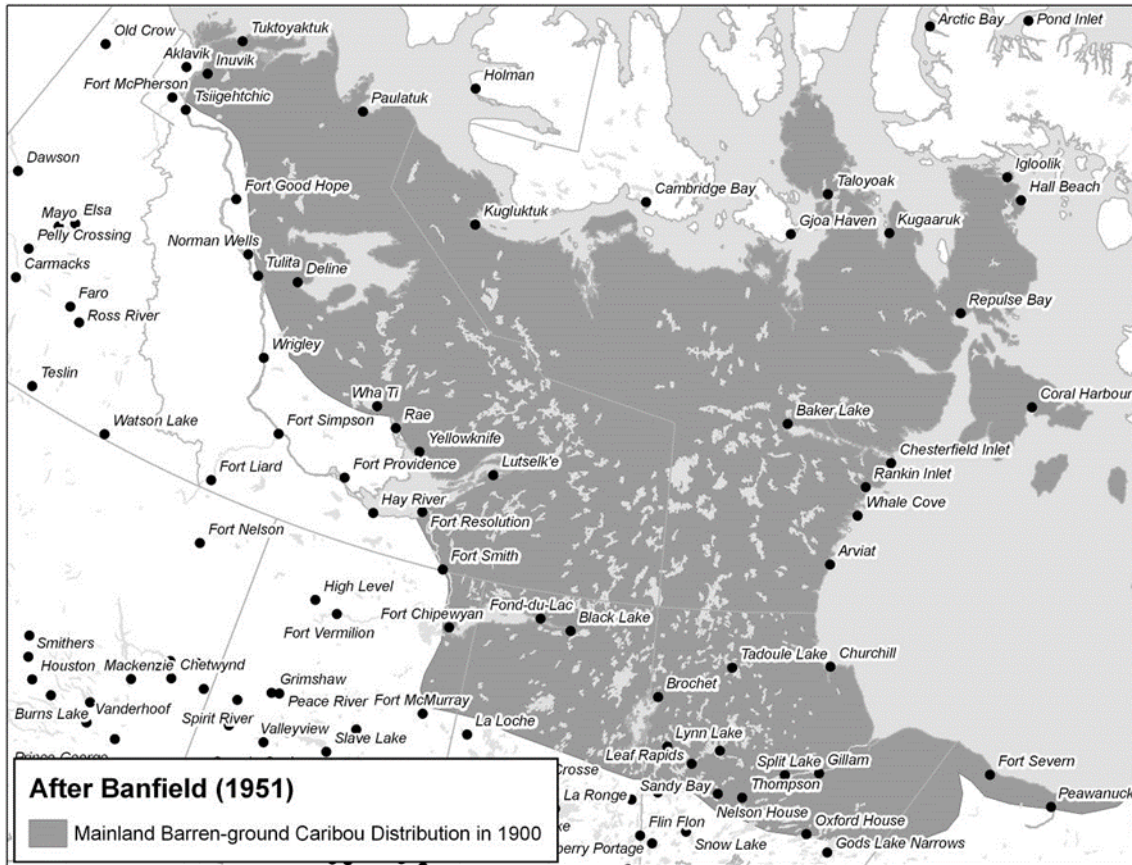 Old Crow
Tuktoyaktuk
Arctic Bay
Pond Inlet
Aklavik
Inuvik
Holman
Fort McPherson
Tsiigehtchic
Paulatuk
Dawson
Igloolik
Taloyoak
Hall Beach
Fort Good Hope
Cambridge Bay
Mayo
Elsa
Kugluktuk
Gjoa Haven
Kugaaruk
Pelly Crossing
Norman Wells
Tulita
Deline
Carmacks
Faro
Ross River
Repulse Bay
Wrigley
Teslin
Wha Ti
Coral Harbour
Watson Lake
Fort Simpson
Rae
Baker Lake
Yellowknife
Fort Liard
Fort Providence
Lutselk'e
Chesterfield Inlet
Rankin Inlet
Hay River
Whale Cove
Fort Resolution
Fort Nelson
Arviat
Fort Smith
High Level
Fond-du-Lac
Fort Chipewyan
Black Lake
Fort Vermilion
Smithers
Houston
Mackenzie
Chetwynd
Tadoule Lake
Churchill
Grimshaw
Brochet
Peace River
Fort McMurray
Burns Lake
Vanderhoof
Spirit River
Valleyview
La Loche
Slave Lake
Lynn Lake
Leaf Rapids
Split Lake
Gillam
Fort Severn
Prince George
Crosse
Thompson
La Ronge
Sandy Bay
Nelson House
Peawanuck
Oxford House
Flin Flon
Snow Lake
Gods Lake Narrows
berry Portage
After Banfield (1951)
Mainland Barren-ground Caribou Distribution in 1900